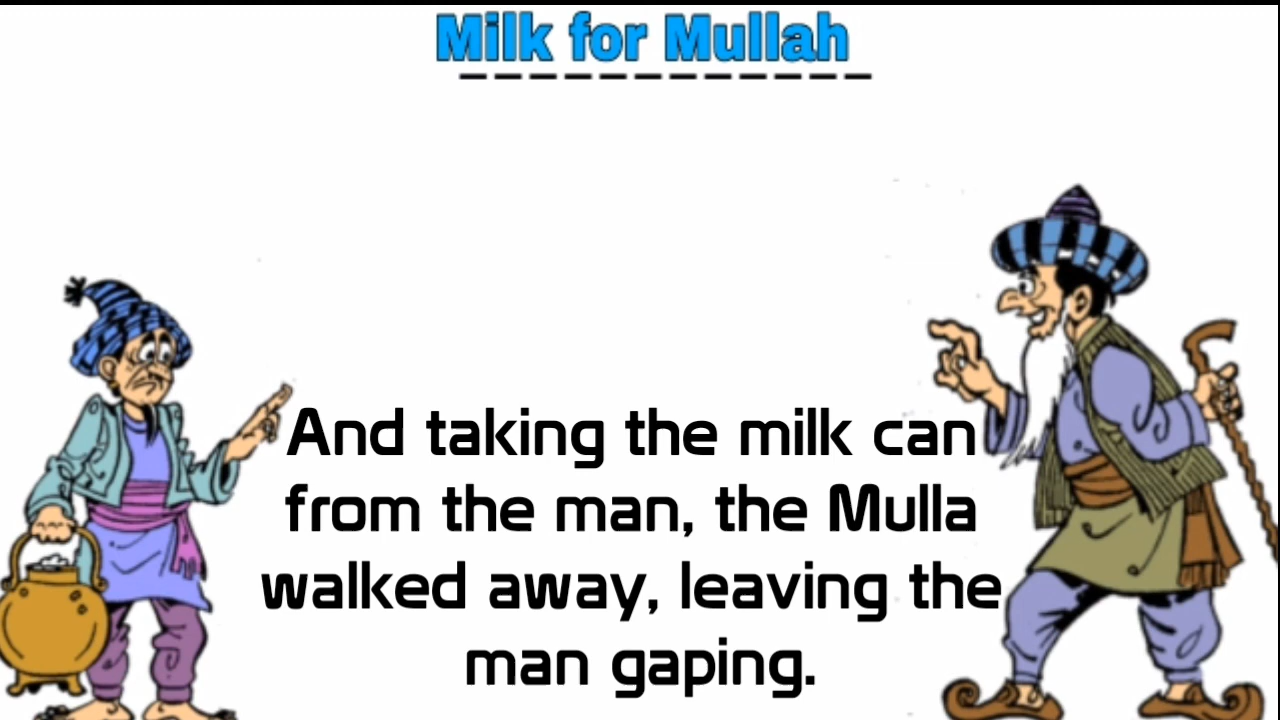 Milk for Mullah
And taking the milk can
from the man, the Mulla
walked away, leaving the
man gaping.